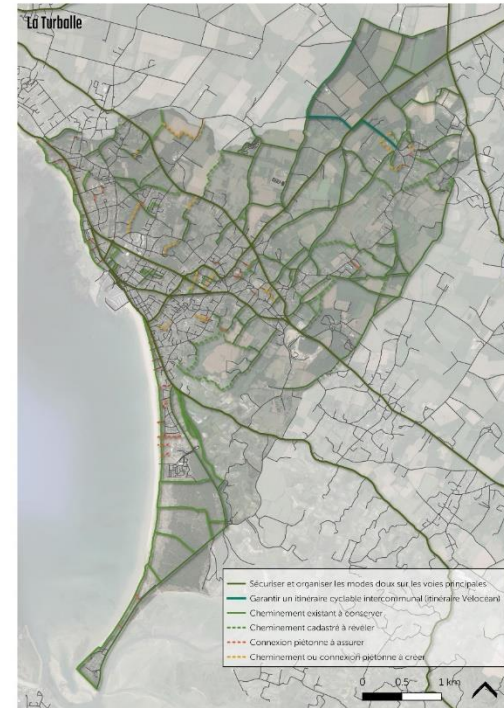 La Turballe
Sécuriser et organiser les modes doux sur les voies principales
Garantir un itinéraire cyclable intercommunal (itinéraire Vélocéan)
Cheminement existant à conserver
Cheminement cadastré à révéler
Connexion piétonne à assurer
Cheminement ou connexion piétonne à créer
0 0.5 1 km